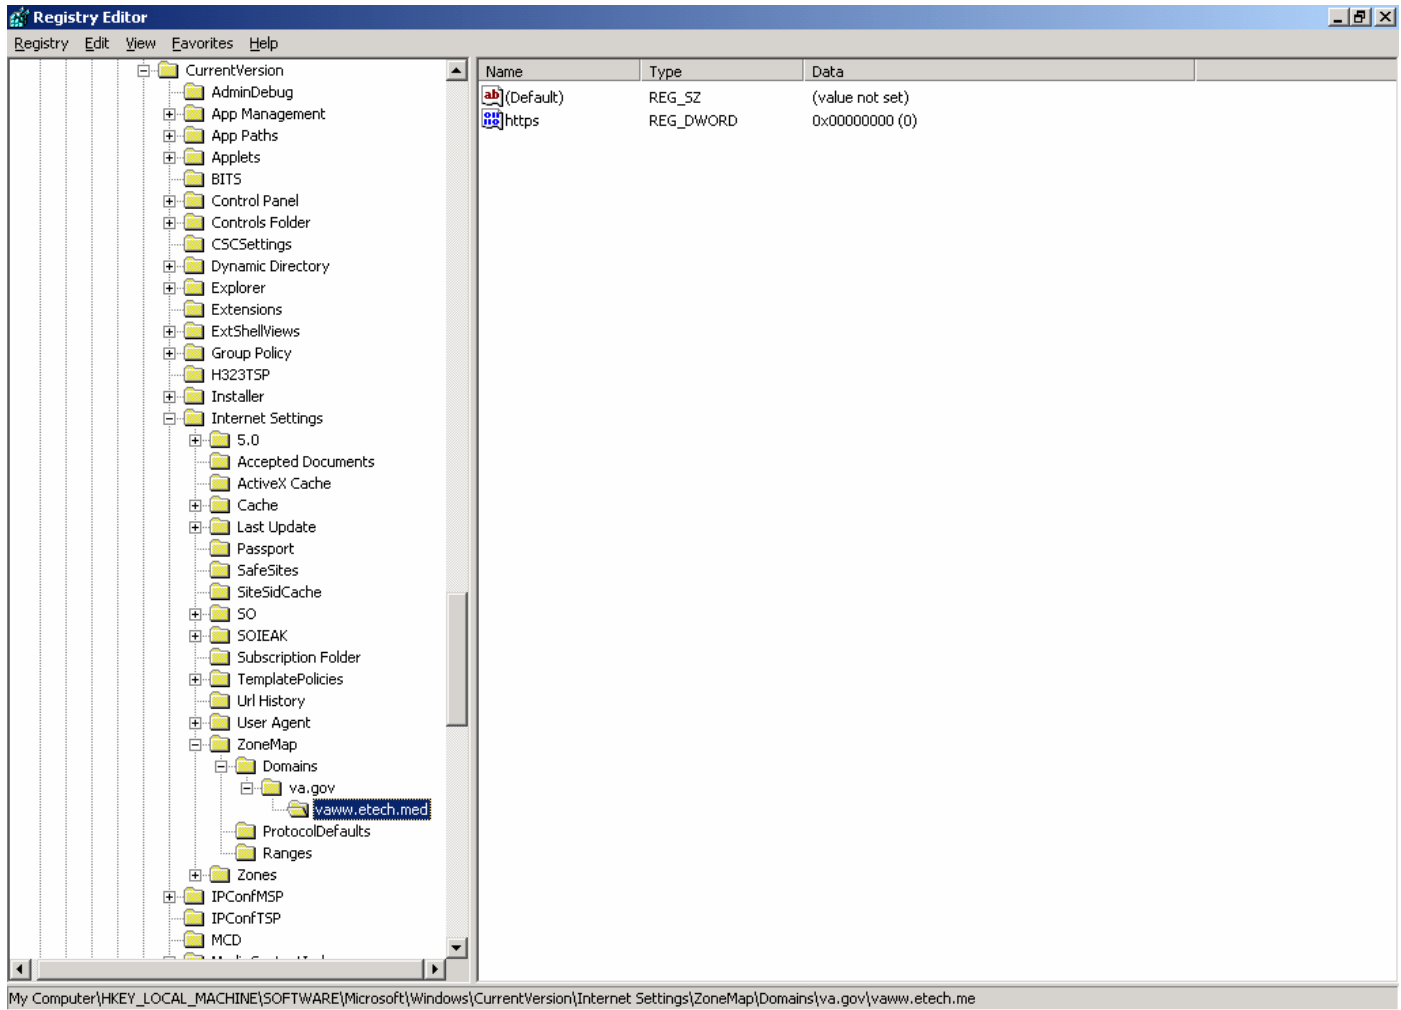 Registry Editor
Registry Edit View Favorites Help
CurrentVersion
AdminDebug
App Management
App Paths
Applets
BITS
Control Panel
Controls Folder
CSCSettings
Dynamic Directory
Explorer
Extensions
ExtShellViews
Group Policy
H323TSP
Installer
Internet Settings
5.0
Accepted Documents
ActiveX Cache
Cache
Last Update
Passport
SafeSites
SiteSidCache
SO
SOIEAK
Subscription Folder
TemplatePolicies
Url History
User Agent
ZoneMap
Domains
va.gov
vaww.etech.med
ProtocolDefaults
Ranges
Zones
IPConfMSP
IPConfTSP
MCD
Name Type Data
(Default) REG_SZ (value not set)
https REG_DWORD 0x00000000 (0)
My Computer\HKEY_LOCAL_MACHINE\SOFTWARE\Microsoft\Windows\CurrentVersion\Internet Settings\ZoneMap\Domains\va.gov\vaww.etech.me